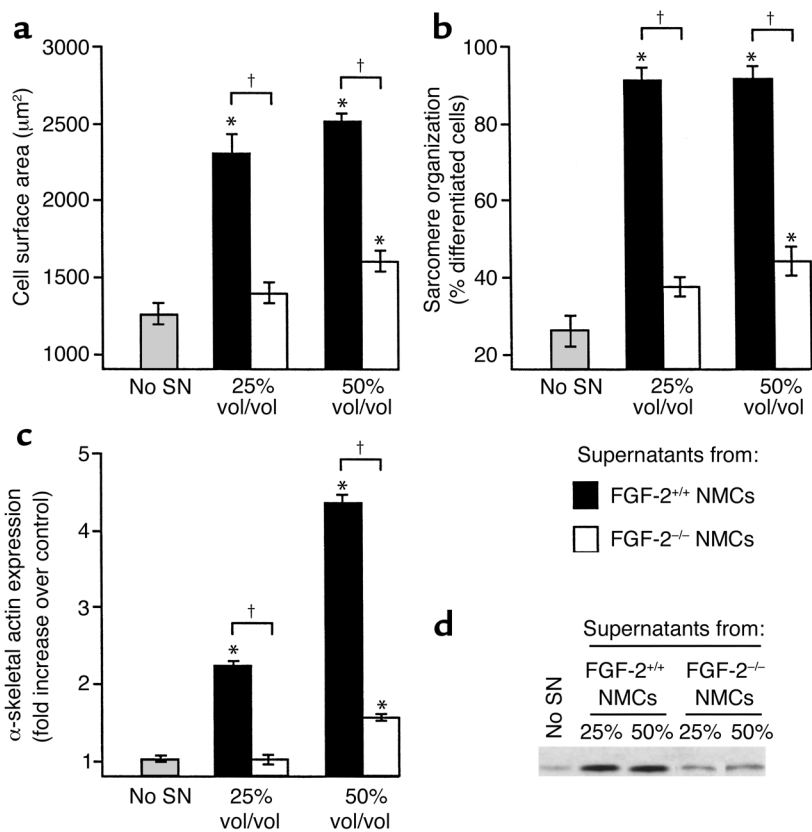 a
Cell surface area (μm²)
3000
2500
2000
1500
1000
*
†
*
†
*
No SN
25%
vol/vol
50%
vol/vol
b
Sarcomere organization
(% differentiated cells)
100
80
60
40
20
*
†
*
†
*
No SN
25%
vol/vol
50%
vol/vol
c
α-skeletal actin expression
(fold increase over control)
5
4
3
2
1
*
†
*
†
*
No SN
25%
vol/vol
50%
vol/vol
Supernatants from:
FGF-2⁺/⁺ NMCs
FGF-2⁻/⁻ NMCs
d
Supernatants from:
No SN
FGF-2⁺/⁺
NMCs
FGF-2⁻/⁻
NMCs
25% 50% 25% 50%